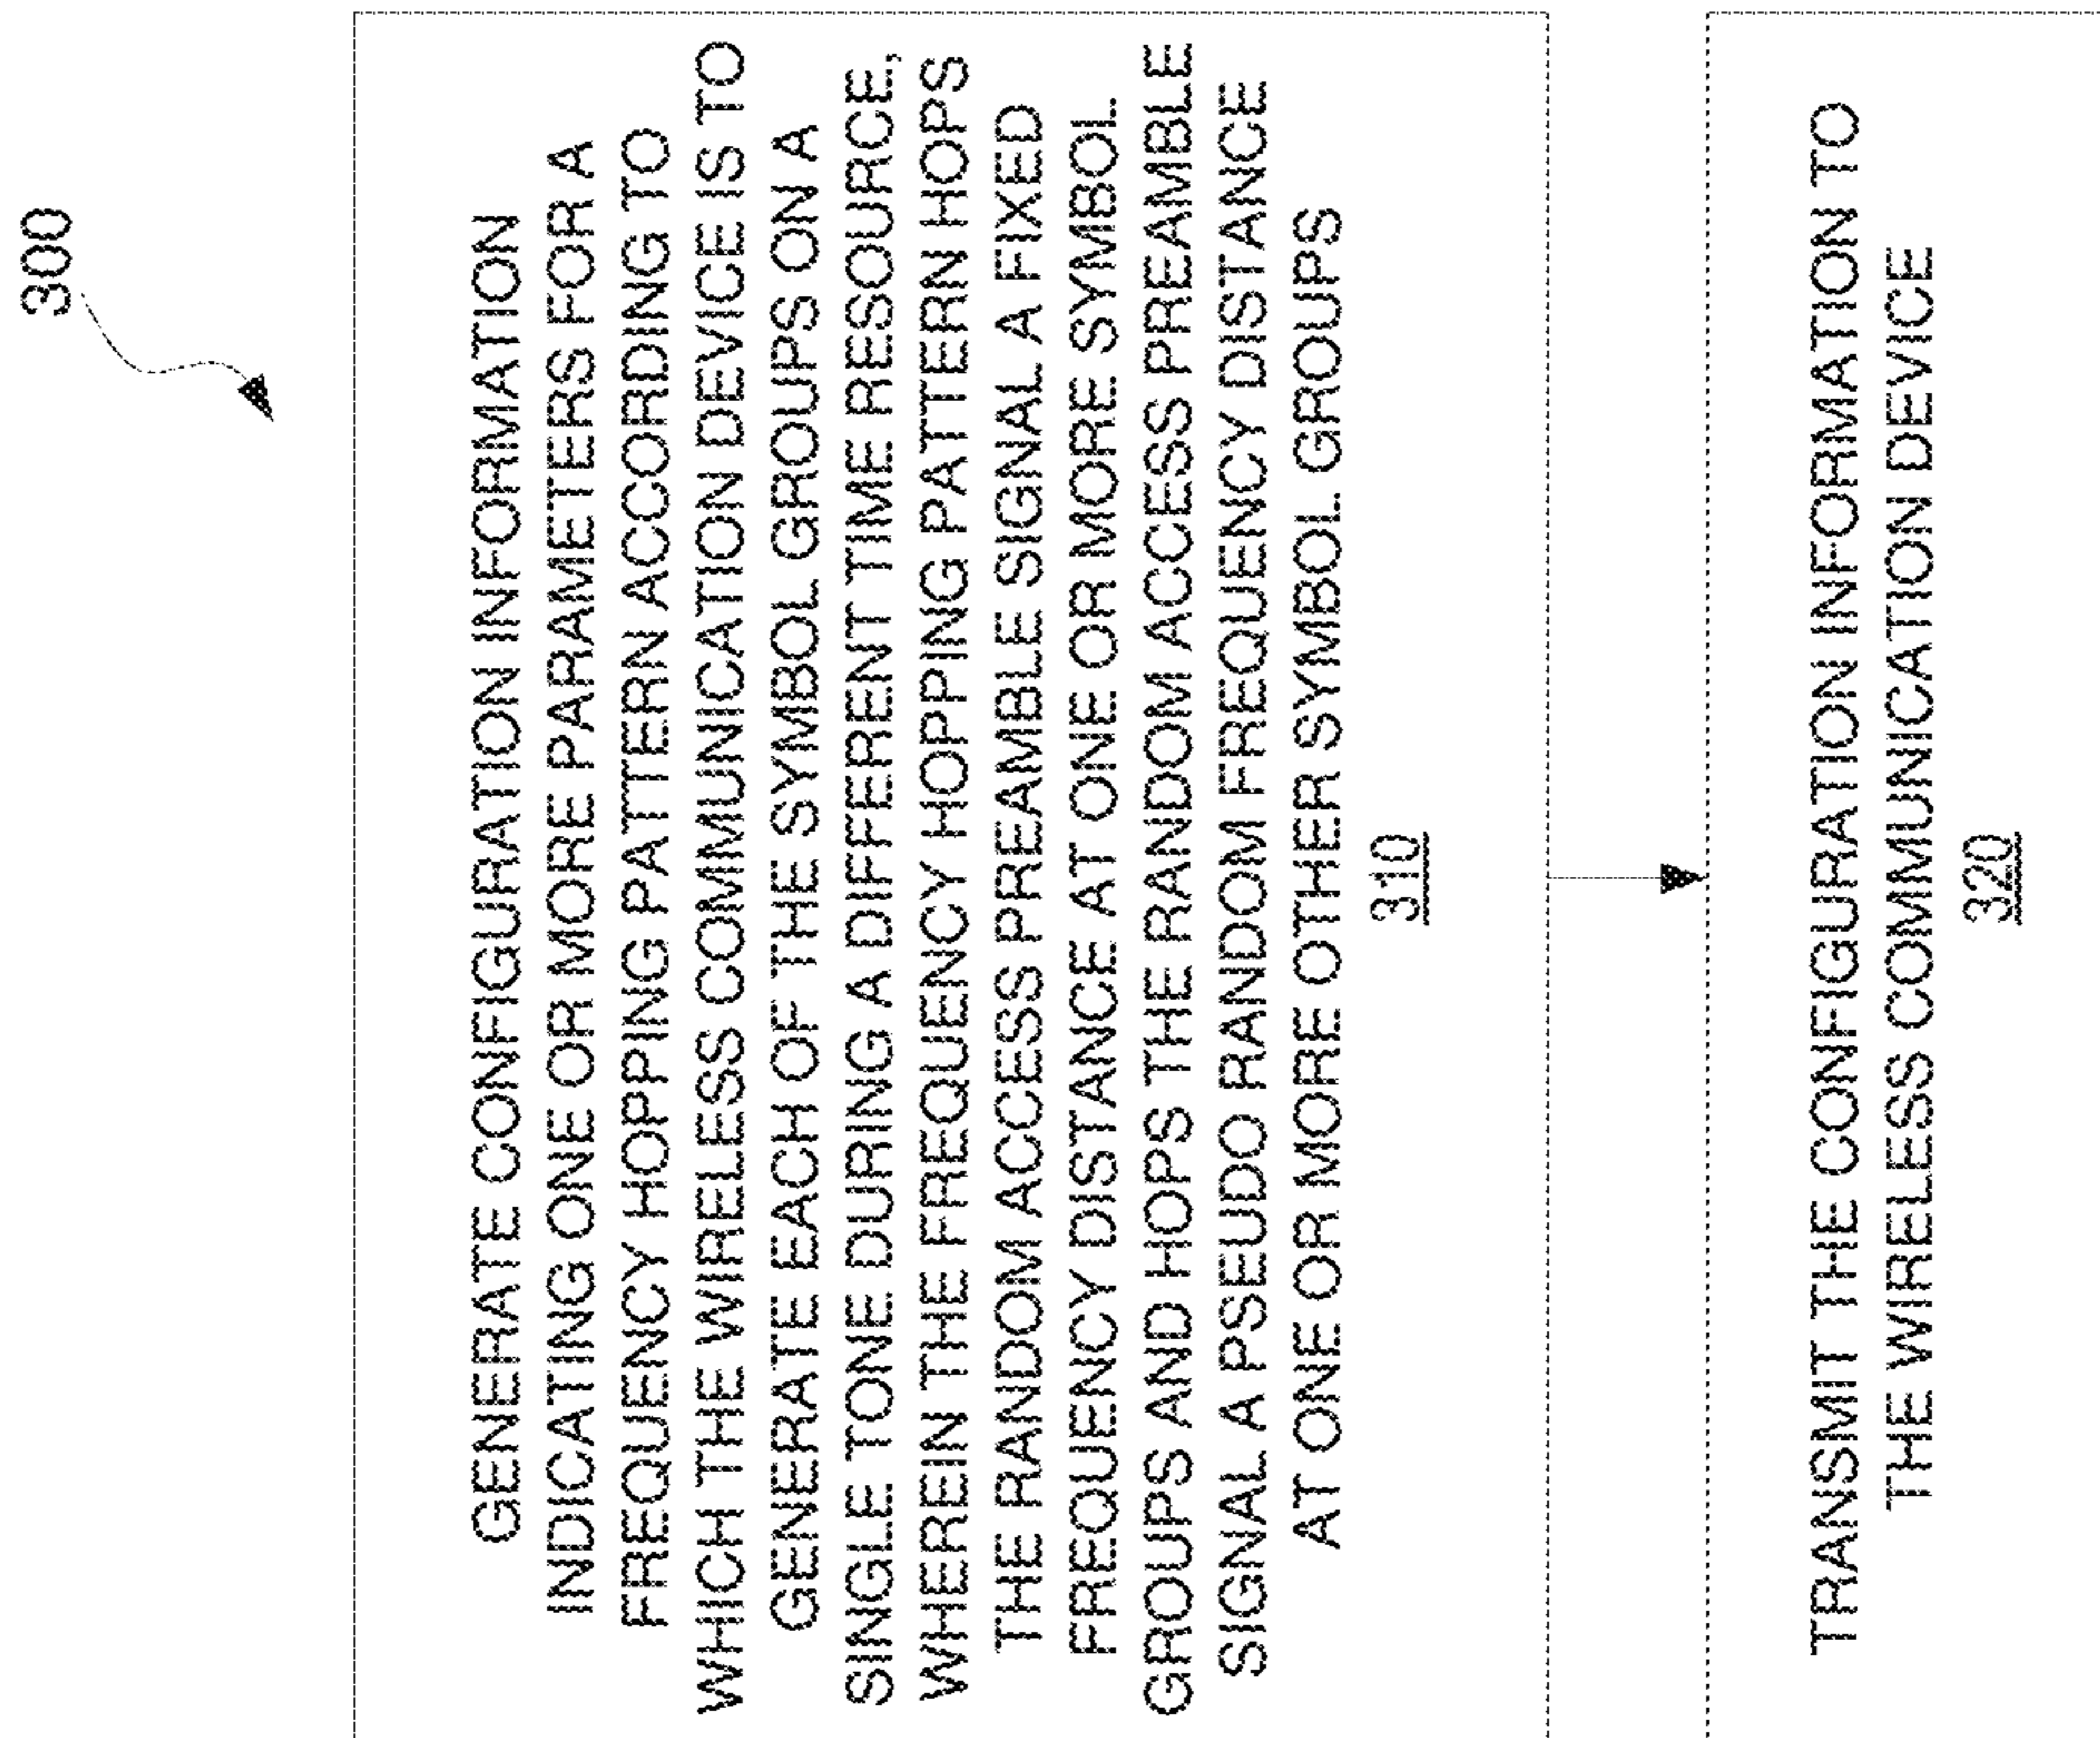 300
GENERATE CONFIGURATION INFORMATION
INDICATING ONE OR MORE PARAMETERS FOR A
FREQUENCY HOPPING PATTERN ACCORDING TO
WHICH THE WIRELESS COMMUNICATION DEVICE IS TO
GENERATE EACH OF THE SYMBOL GROUPS ON A
SINGLE TONE DURING A DIFFERENT TIME RESOURCE,
WHEREIN THE FREQUENCY HOPPING PATTERN HOPS
THE RANDOM ACCESS PREAMBLE SIGNAL A FIXED
FREQUENCY DISTANCE AT ONE OR MORE SYMBOL
GROUPS AND HOPS THE RANDOM ACCESS PREAMBLE
SIGNAL A PSEUDO RANDOM FREQUENCY DISTANCE
AT ONE OR MORE OTHER SYMBOL GROUPS
310
TRANSMIT THE CONFIGURATION INFORMATION TO
THE WIRELESS COMMUNICATION DEVICE
320